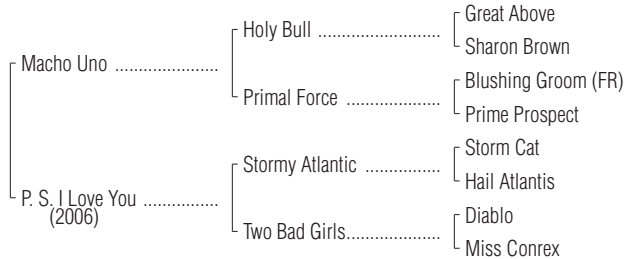 Great Above
Holy Bull ........................
Sharon Brown
Macho Uno ....................
Blushing Groom (FR)
Primal Force ..................
Prime Prospect
Storm Cat
Stormy Atlantic ..............
Hail Atlantis
P. S. I Love You ..............
(2006)
Diablo
Two Bad Girls..................
Miss Conrex